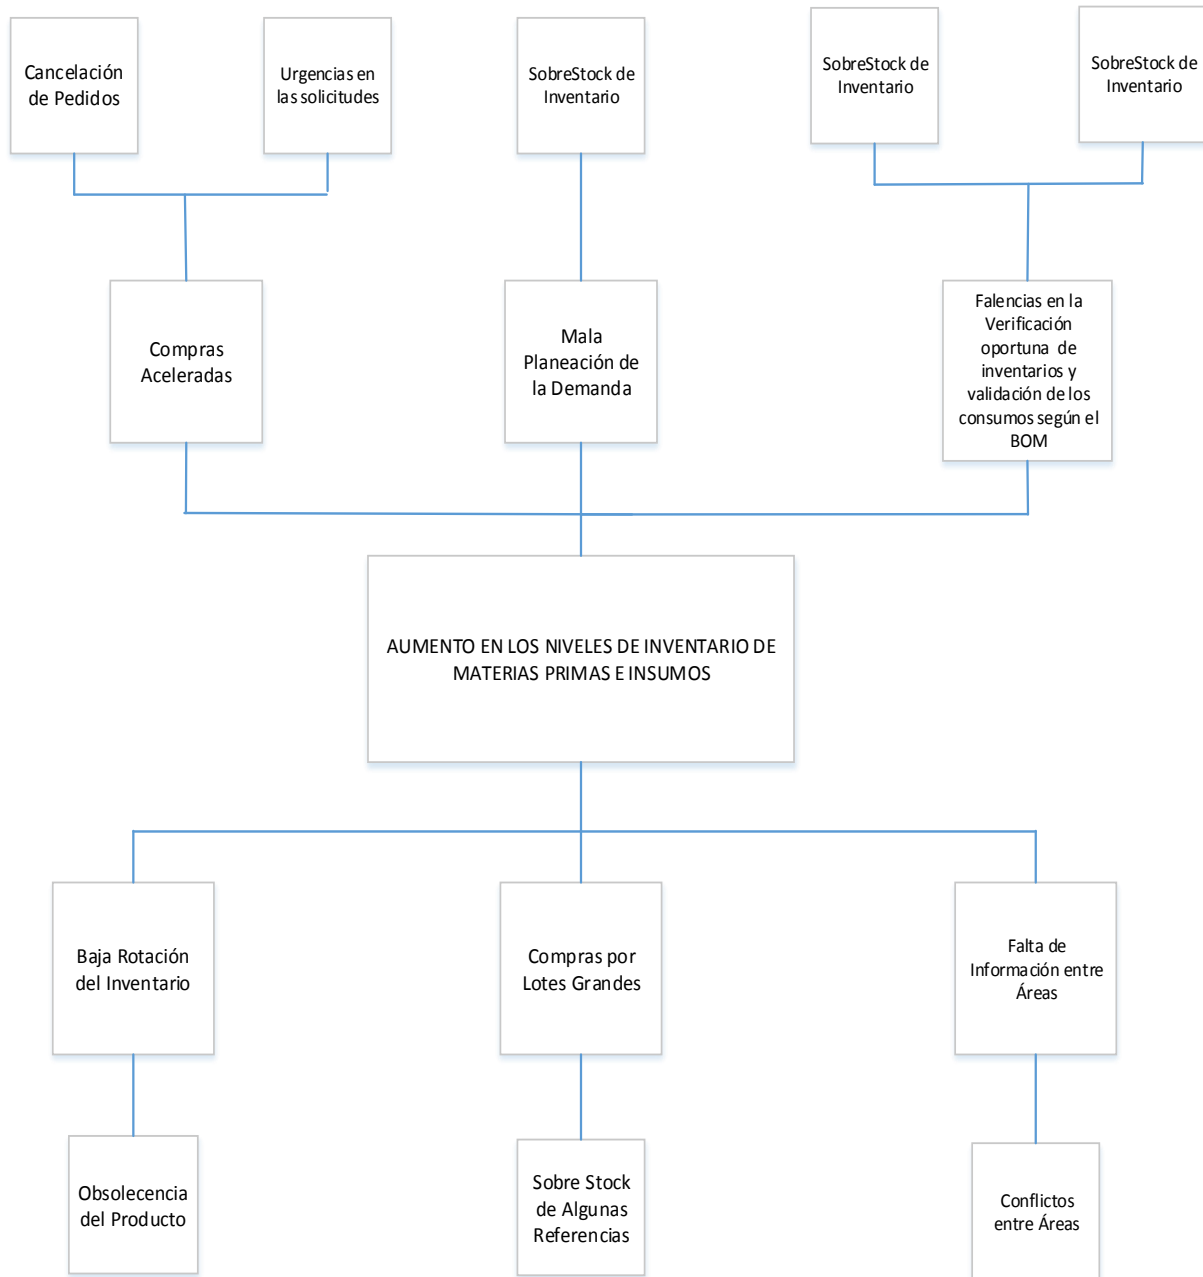 Cancelación
de Pedidos
Urgencias en
las solicitudes
SobreStock de
Inventario
SobreStock de
Inventario
SobreStock de
Inventario
Compras
Aceleradas
Mala
Planeación de
la Demanda
Falencias en la
Verificación
oportuna de
inventarios y
validación de los
consumos según el
BOM
AUMENTO EN LOS NIVELES DE INVENTARIO DE
MATERIAS PRIMAS E INSUMOS
Baja Rotación
del Inventario
Compras por
Lotes Grandes
Falta de
Información entre
Áreas
Obsolecencia
del Producto
Sobre Stock
de Algunas
Referencias
Conflictos
entre Áreas